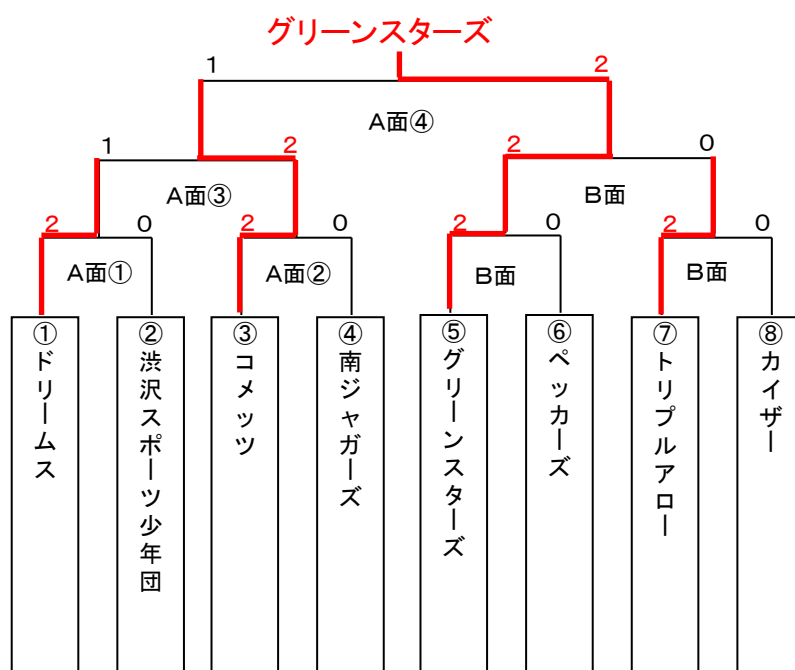 グリーンスターズ
1 2
A面④
1 2 2 0
A面③ B面
2 0 2 0 2 0 2 0
A面① A面② B面 B面
①ドリームス
②渋沢スポーツ少年団
③コメッツ
④南ジャガーズ
⑤グリーンスターズ
⑥ペッカーズ
⑦トリプルアロー
⑧カイザー